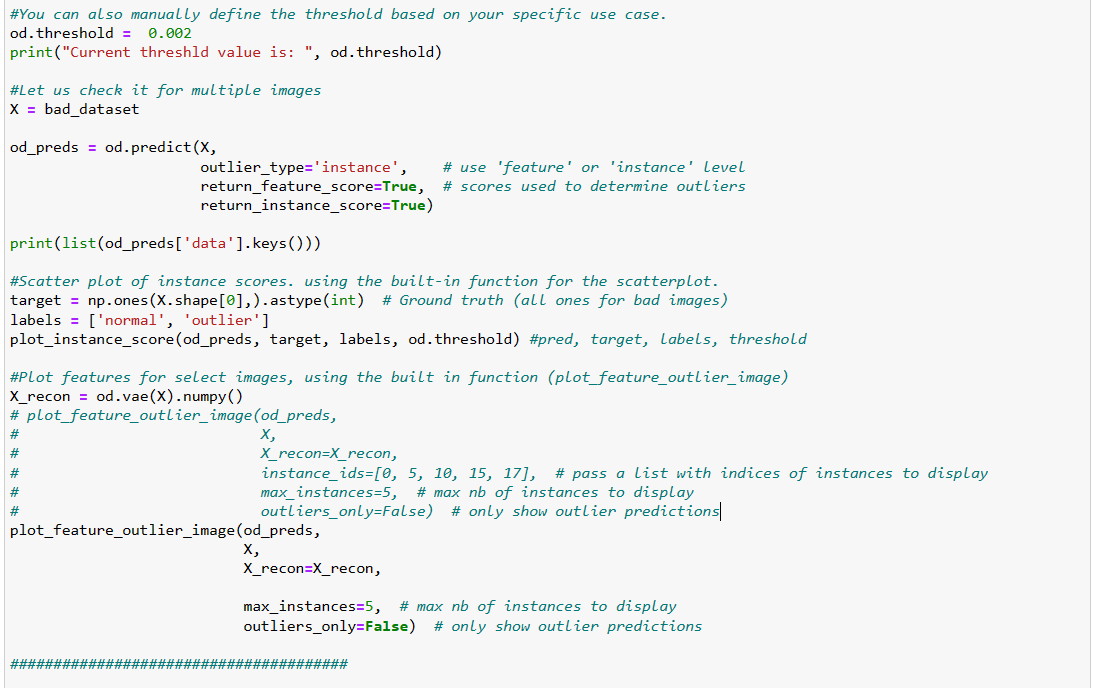 #You can also manually define the threshold based on your specific use case.
od.threshold =  0.002
print("Current threshld value is: ", od.threshold)

#Let us check it for multiple images
X = bad_dataset

od_preds = od.predict(X,
                      outlier_type='instance',    # use 'feature' or 'instance' level
                      return_feature_score=True,  # scores used to determine outliers
                      return_instance_score=True)

print(list(od_preds['data'].keys()))

#Scatter plot of instance scores. using the built-in function for the scatterplot.
target = np.ones(X.shape[0],).astype(int)  # Ground truth (all ones for bad images)
labels = ['normal', 'outlier']
plot_instance_score(od_preds, target, labels, od.threshold) #pred, target, labels, threshold

#Plot features for select images, using the built in function (plot_feature_outlier_image)
X_recon = od.vae(X).numpy()
# plot_feature_outlier_image(od_preds,
#                            X,
#                            X_recon=X_recon,
#                            instance_ids=[0, 5, 10, 15, 17],  # pass a list with indices of instances to display
#                            max_instances=5,  # max nb of instances to display
#                            outliers_only=False)  # only show outlier predictions
plot_feature_outlier_image(od_preds,
                           X,
                           X_recon=X_recon,

                           max_instances=5,  # max nb of instances to display
                           outliers_only=False)  # only show outlier predictions

#######################################